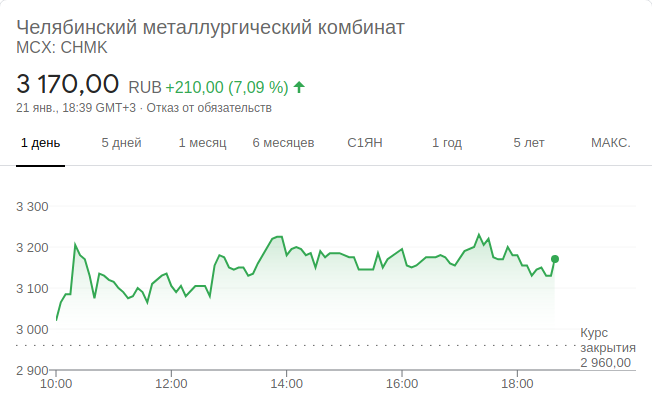 Челябинский металлургический комбинат
MCX: CHMK
3 170,00 RUB +210,00 (7,09 %)
21 янв., 18:39 GMT+3 · Отказ от обязательств
1 день 5 дней 1 месяц 6 месяцев С1ЯН 1 год 5 лет МАКС.
3 300
3 200
3 100
3 000
2 900
Курс
закрытия
2 960,00
10:00 12:00 14:00 16:00 18:00